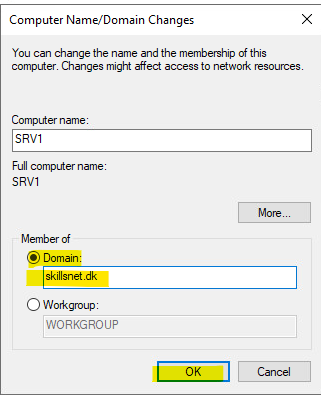 Computer Name/Domain Changes
You can change the name and the membership of this
computer. Changes might affect access to network resources.
Computer name:
SRV1
Full computer name:
SRV1
More...
Member of
Domain:
skillsnet.dk
Workgroup:
WORKGROUP
OK Cancel